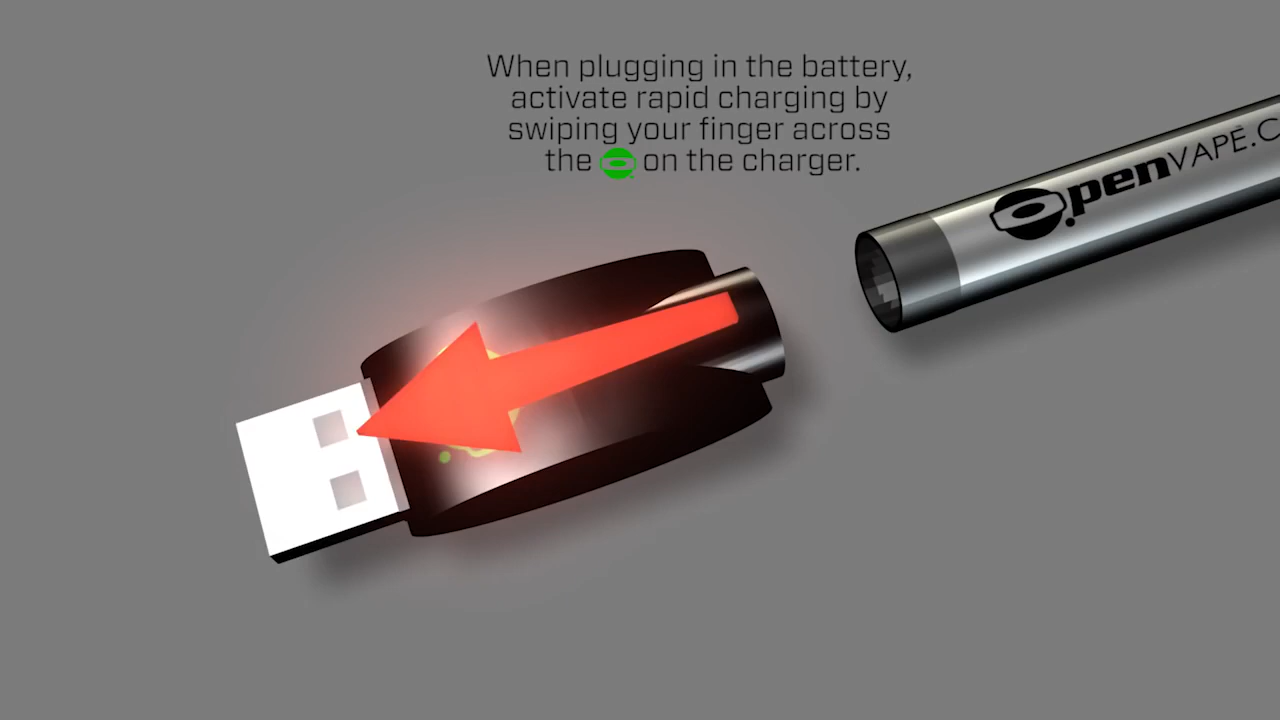 When plugging in the battery,
activate rapid charging by
swiping your finger across
the on the charger.
OpenVAPE.C